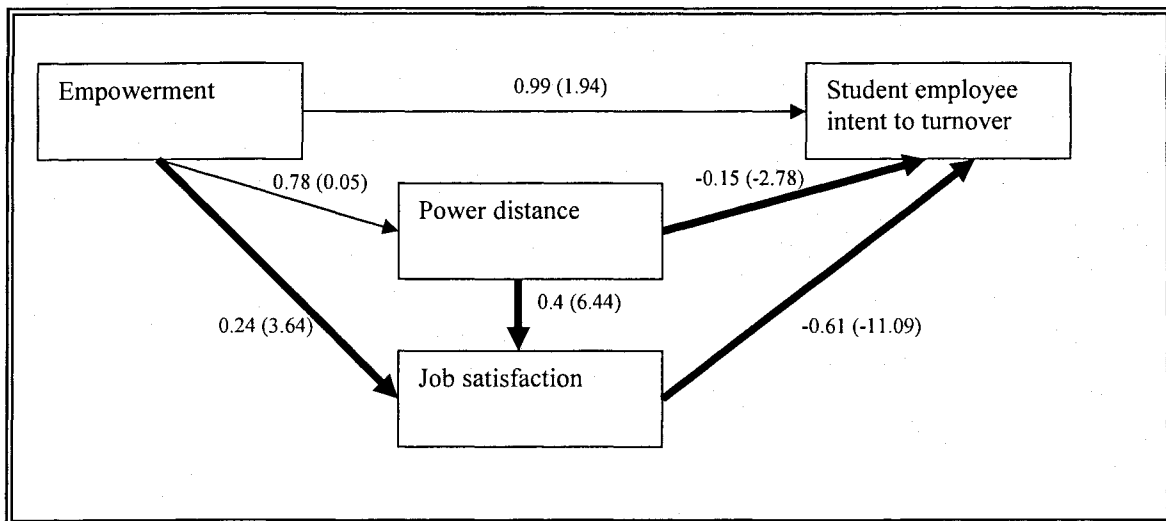 Empowerment
0.99 (1.94)
Student employee
intent to turnover
0.78 (0.05)
-0.15 (-2.78)
Power distance
0.24 (3.64)
0.4 (6.44)
-0.61 (-11.09)
Job satisfaction